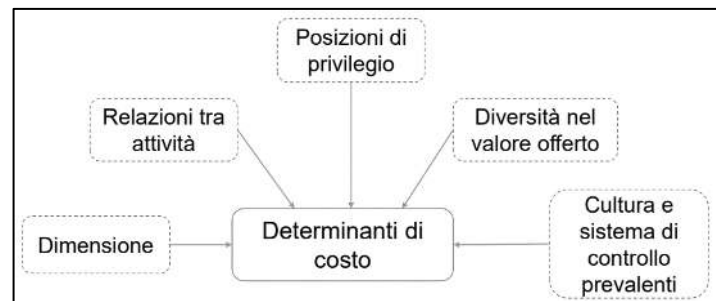 Posizioni di
privilegio
Relazioni tra
attività
Diversità nel
valore offerto
Dimensione
Determinanti di
costo
Cultura e
sistema di
controllo
prevalenti